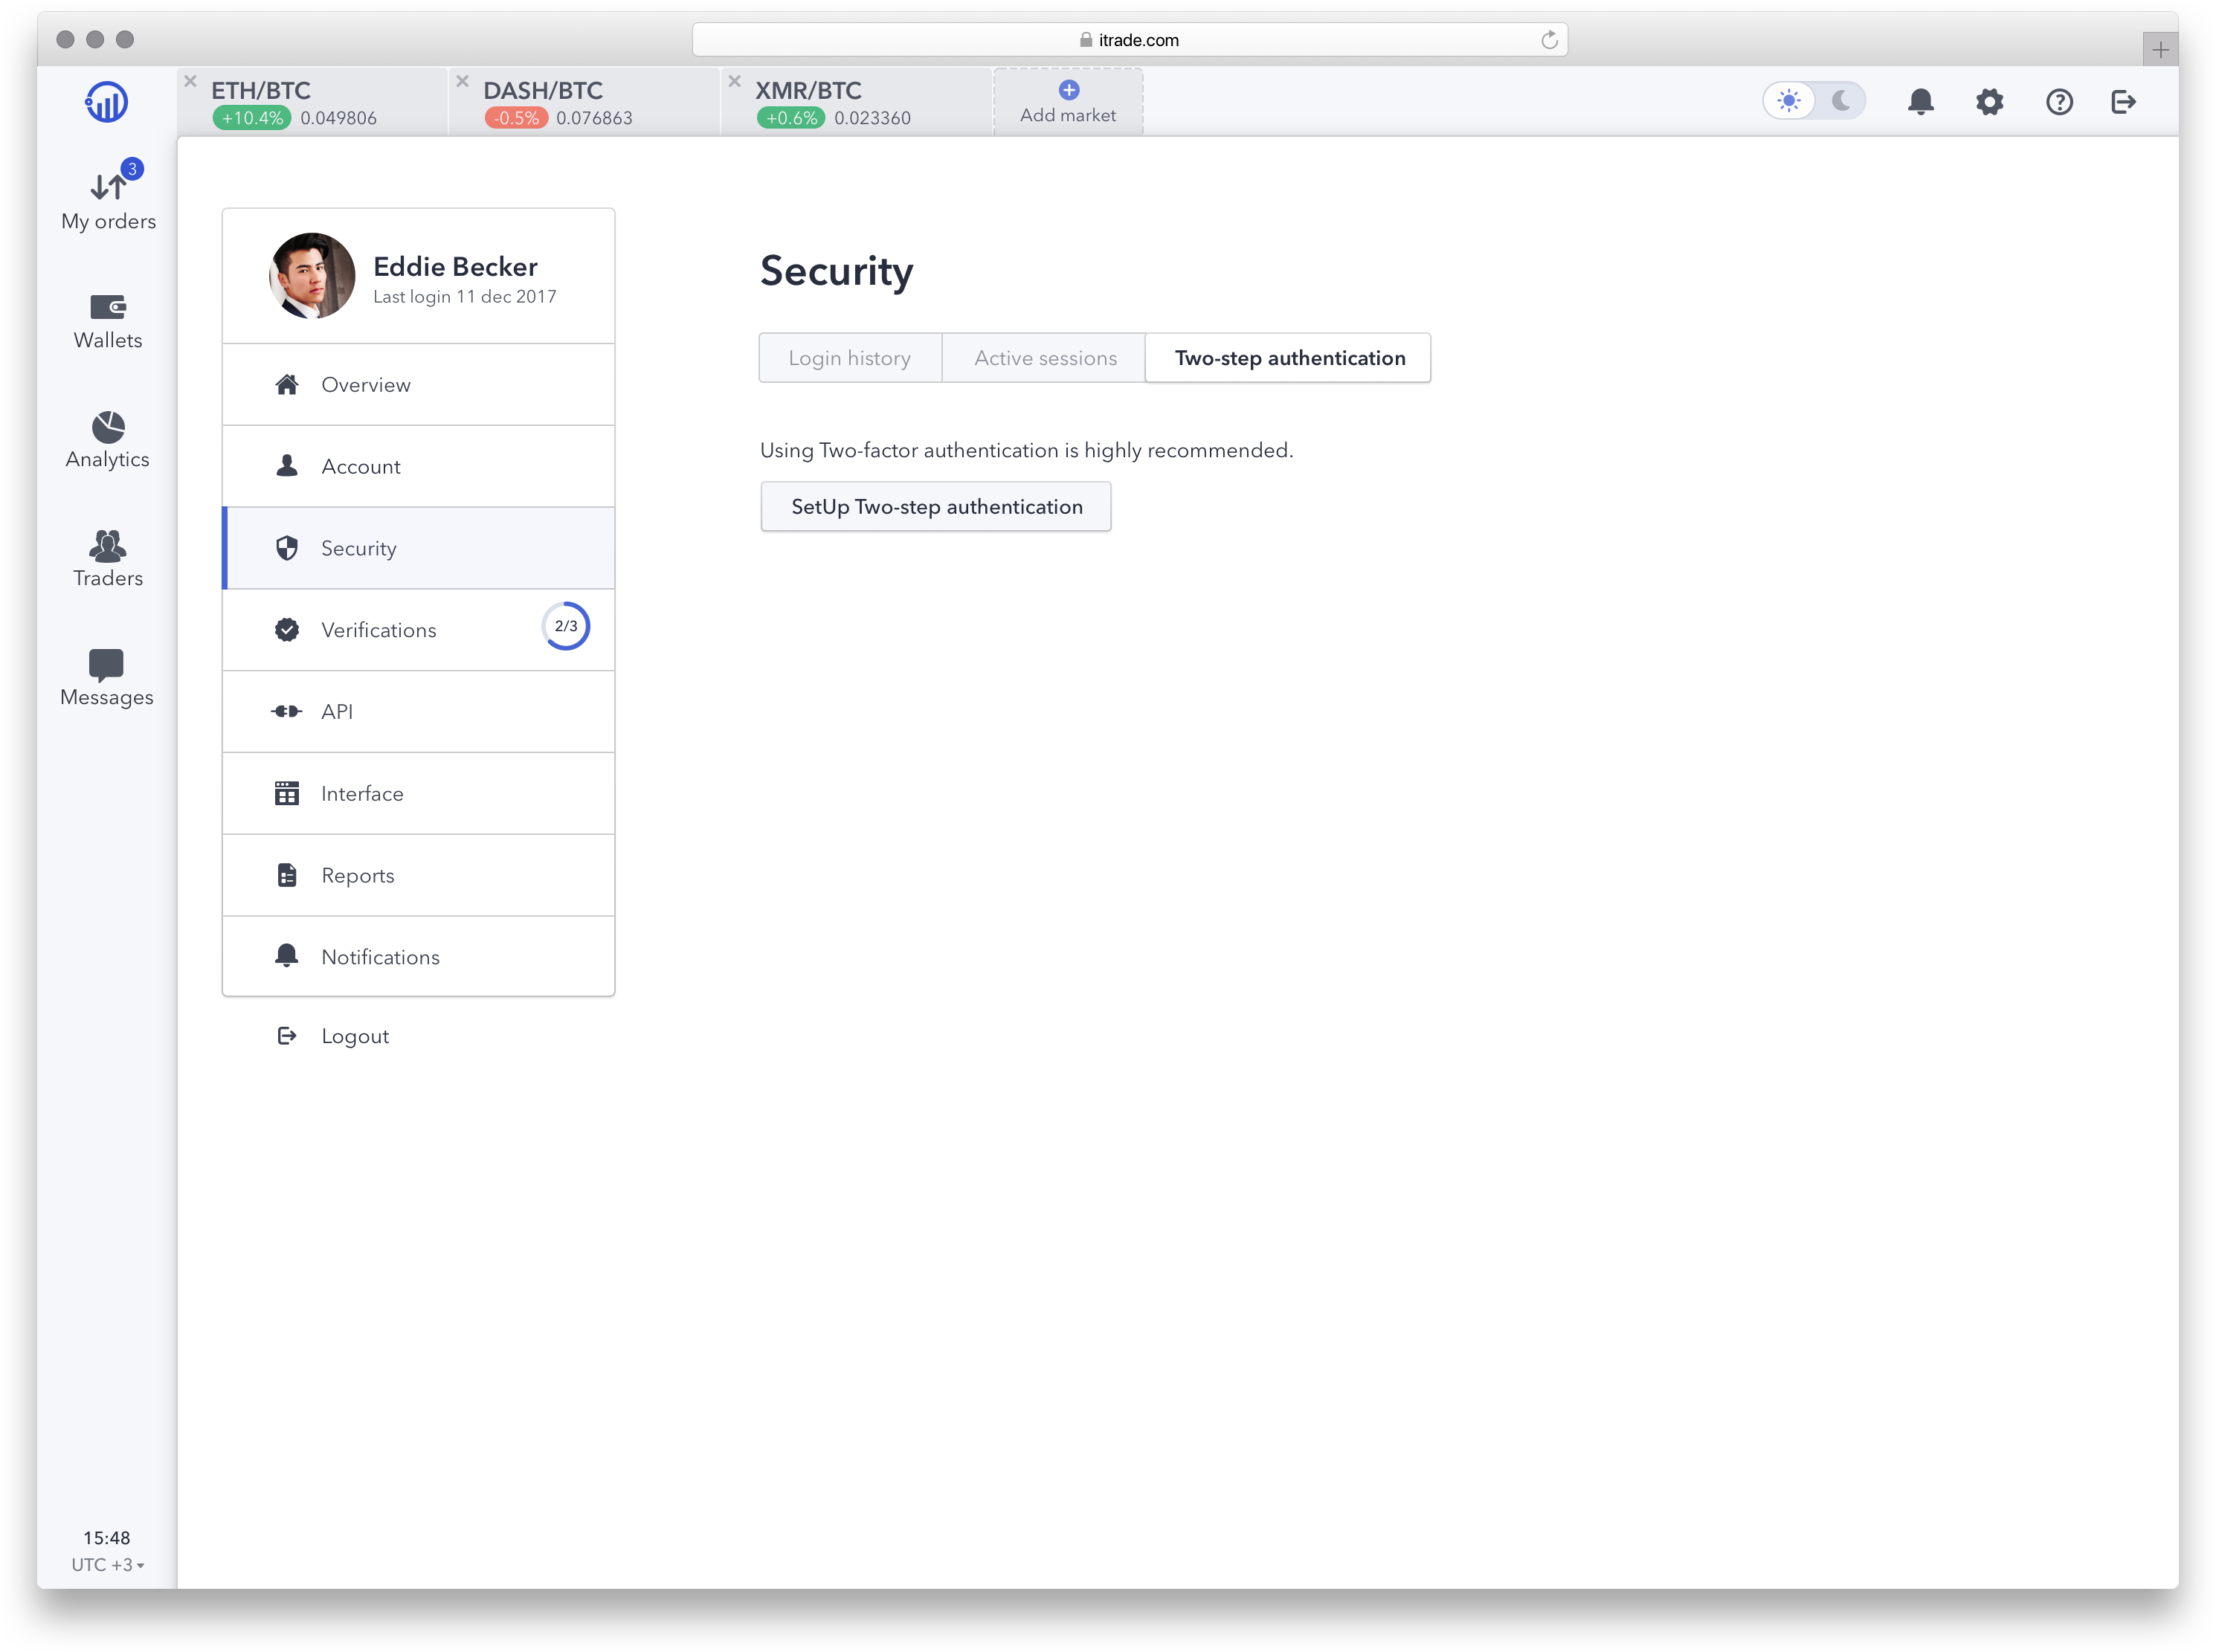 itrade.com
ETH/BTC
+10.4% 0.049806
DASH/BTC
-0.5% 0.076863
XMR/BTC
+0.6% 0.023360
Add market
3
My orders
Wallets
Analytics
Traders
Messages
15:48
UTC +3
Eddie Becker
Last login 11 dec 2017
Overview
Account
Security
Verifications
2/3
API
Interface
Reports
Notifications
Logout
Security
Login history
Active sessions
Two-step authentication
Using Two-factor authentication is highly recommended.
SetUp Two-step authentication